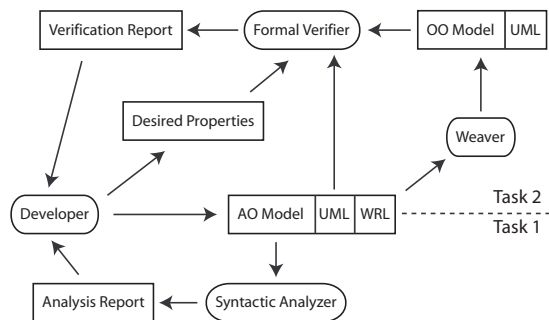 Verification Report
Formal Verifier
OO Model UML
Desired Properties
Weaver
Developer
AO Model UML WRL
Task 2
Task 1
Analysis Report
Syntactic Analyzer